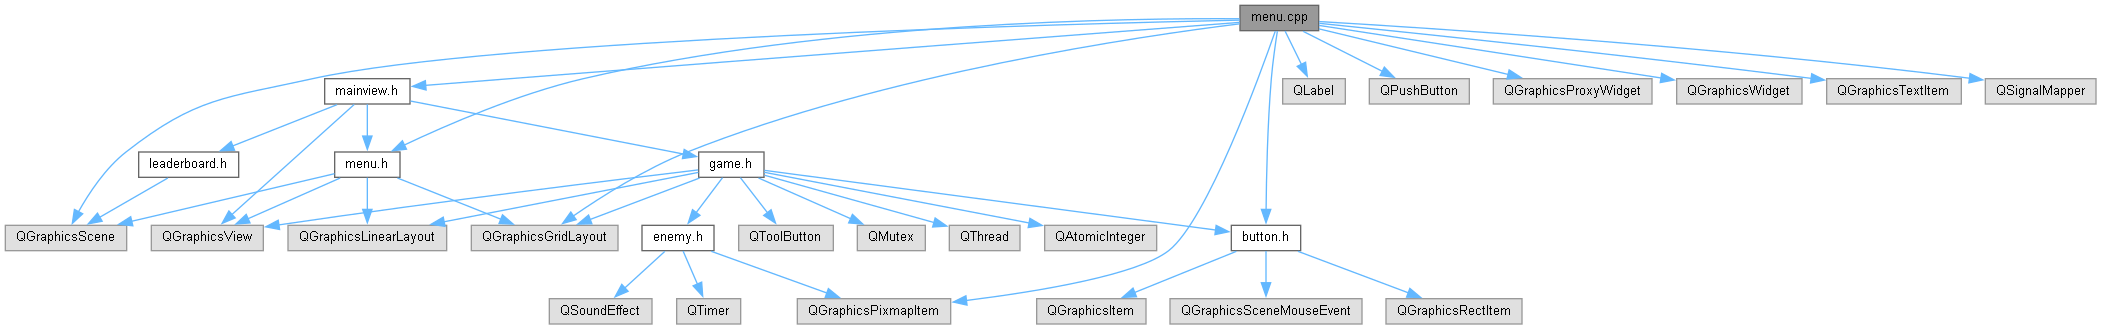 menu.cpp
mainview.h
QLabel
QPushButton
QGraphicsProxyWidget
QGraphicsWidget
QGraphicsTextItem
QSignalMapper
leaderboard.h
menu.h
game.h
QGraphicsScene
QGraphicsView
QGraphicsLinearLayout
QGraphicsGridLayout
enemy.h
QToolButton
QMutex
QThread
QAtomicInteger
button.h
QSoundEffect
QTimer
QGraphicsPixmapItem
QGraphicsItem
QGraphicsSceneMouseEvent
QGraphicsRectItem